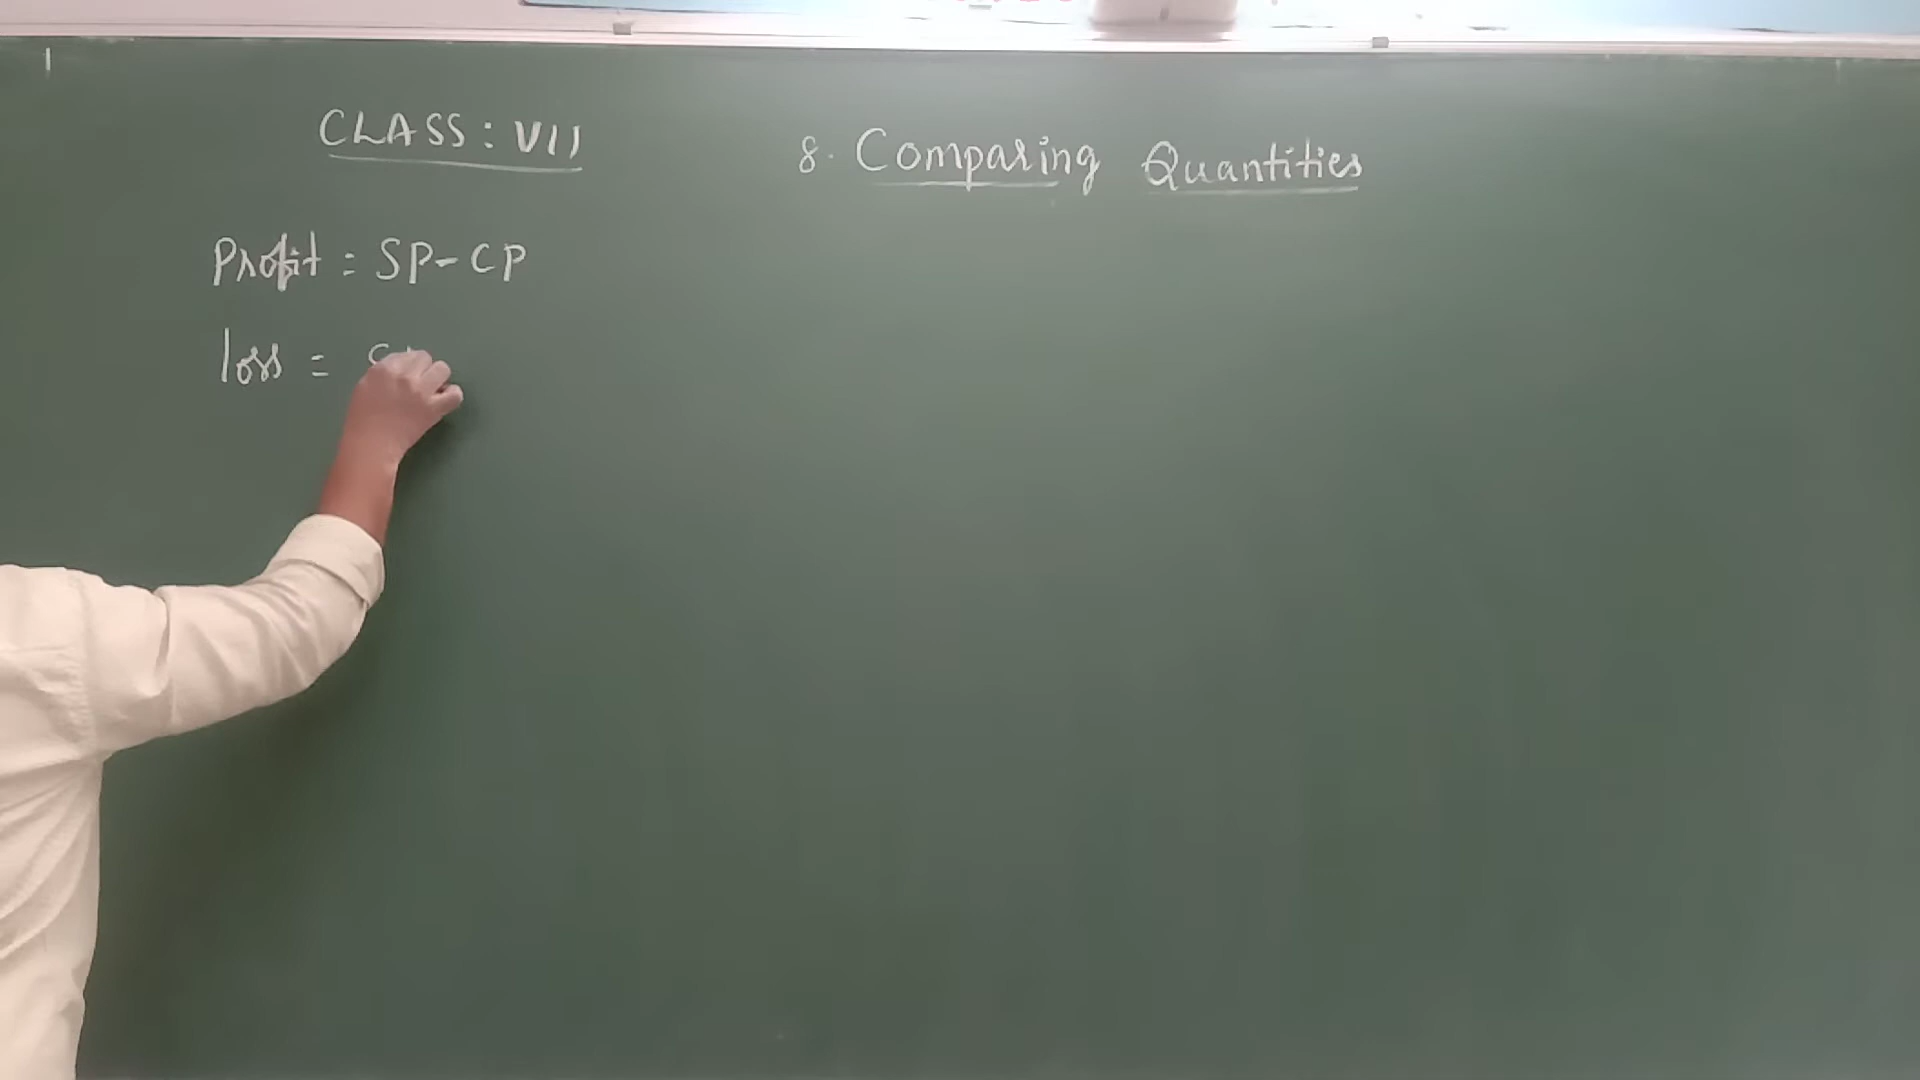 CLASS: VII
8. Comparing Quantities
Profit = SP-CP
loss =